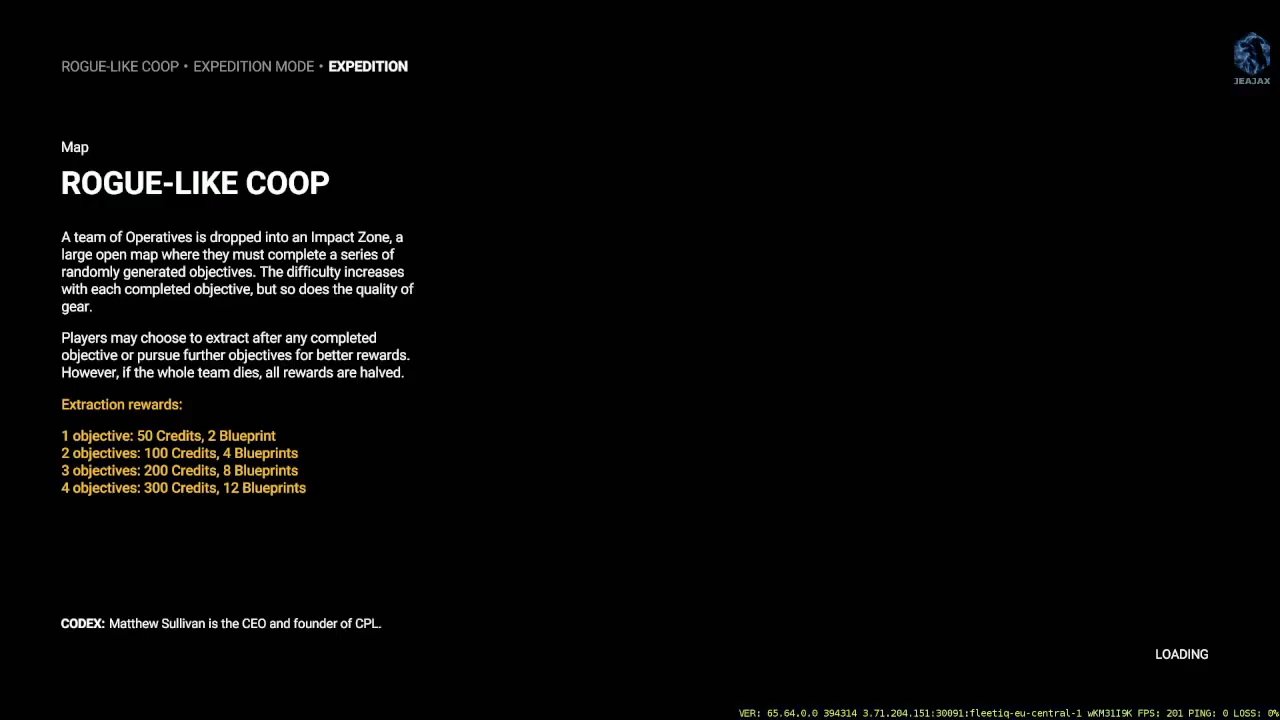 ROGUE-LIKE COOP • EXPEDITION MODE • EXPEDITION
JEAJAX
Map
ROGUE-LIKE COOP
A team of Operatives is dropped into an Impact Zone, a
large open map where they must complete a series of
randomly generated objectives. The difficulty increases
with each completed objective, but so does the quality of
gear.
Players may choose to extract after any completed
objective or pursue further objectives for better rewards.
However, if the whole team dies, all rewards are halved.
Extraction rewards:
1 objective: 50 Credits, 2 Blueprint
2 objectives: 100 Credits, 4 Blueprints
3 objectives: 200 Credits, 8 Blueprints
4 objectives: 300 Credits, 12 Blueprints
CODEX: Matthew Sullivan is the CEO and founder of CPL.
LOADING
VER: 65.64.0.0 394314 3.71.204.151:30091:fleetiq-eu-central-1 wKM31I9K FPS: 201 PING: 0 LOSS: 0%